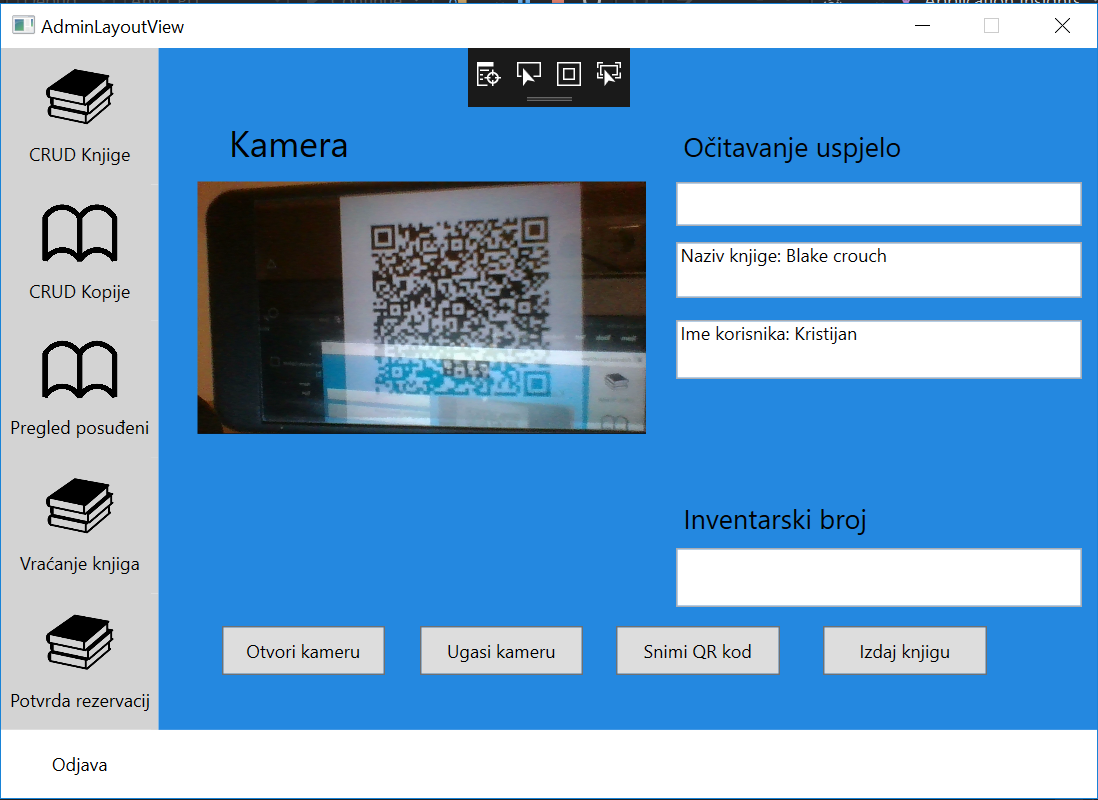 AdminLayoutView
CRUD Knjige
CRUD Kopije
Pregled posuđeni
Vraćanje knjiga
Potvrda rezervacij
Odjava
Kamera
Očitavanje uspjelo
Naziv knjige: Blake crouch
Ime korisnika: Kristijan
Inventarski broj
Otvori kameru
Ugasi kameru
Snimi QR kod
Izdaj knjigu